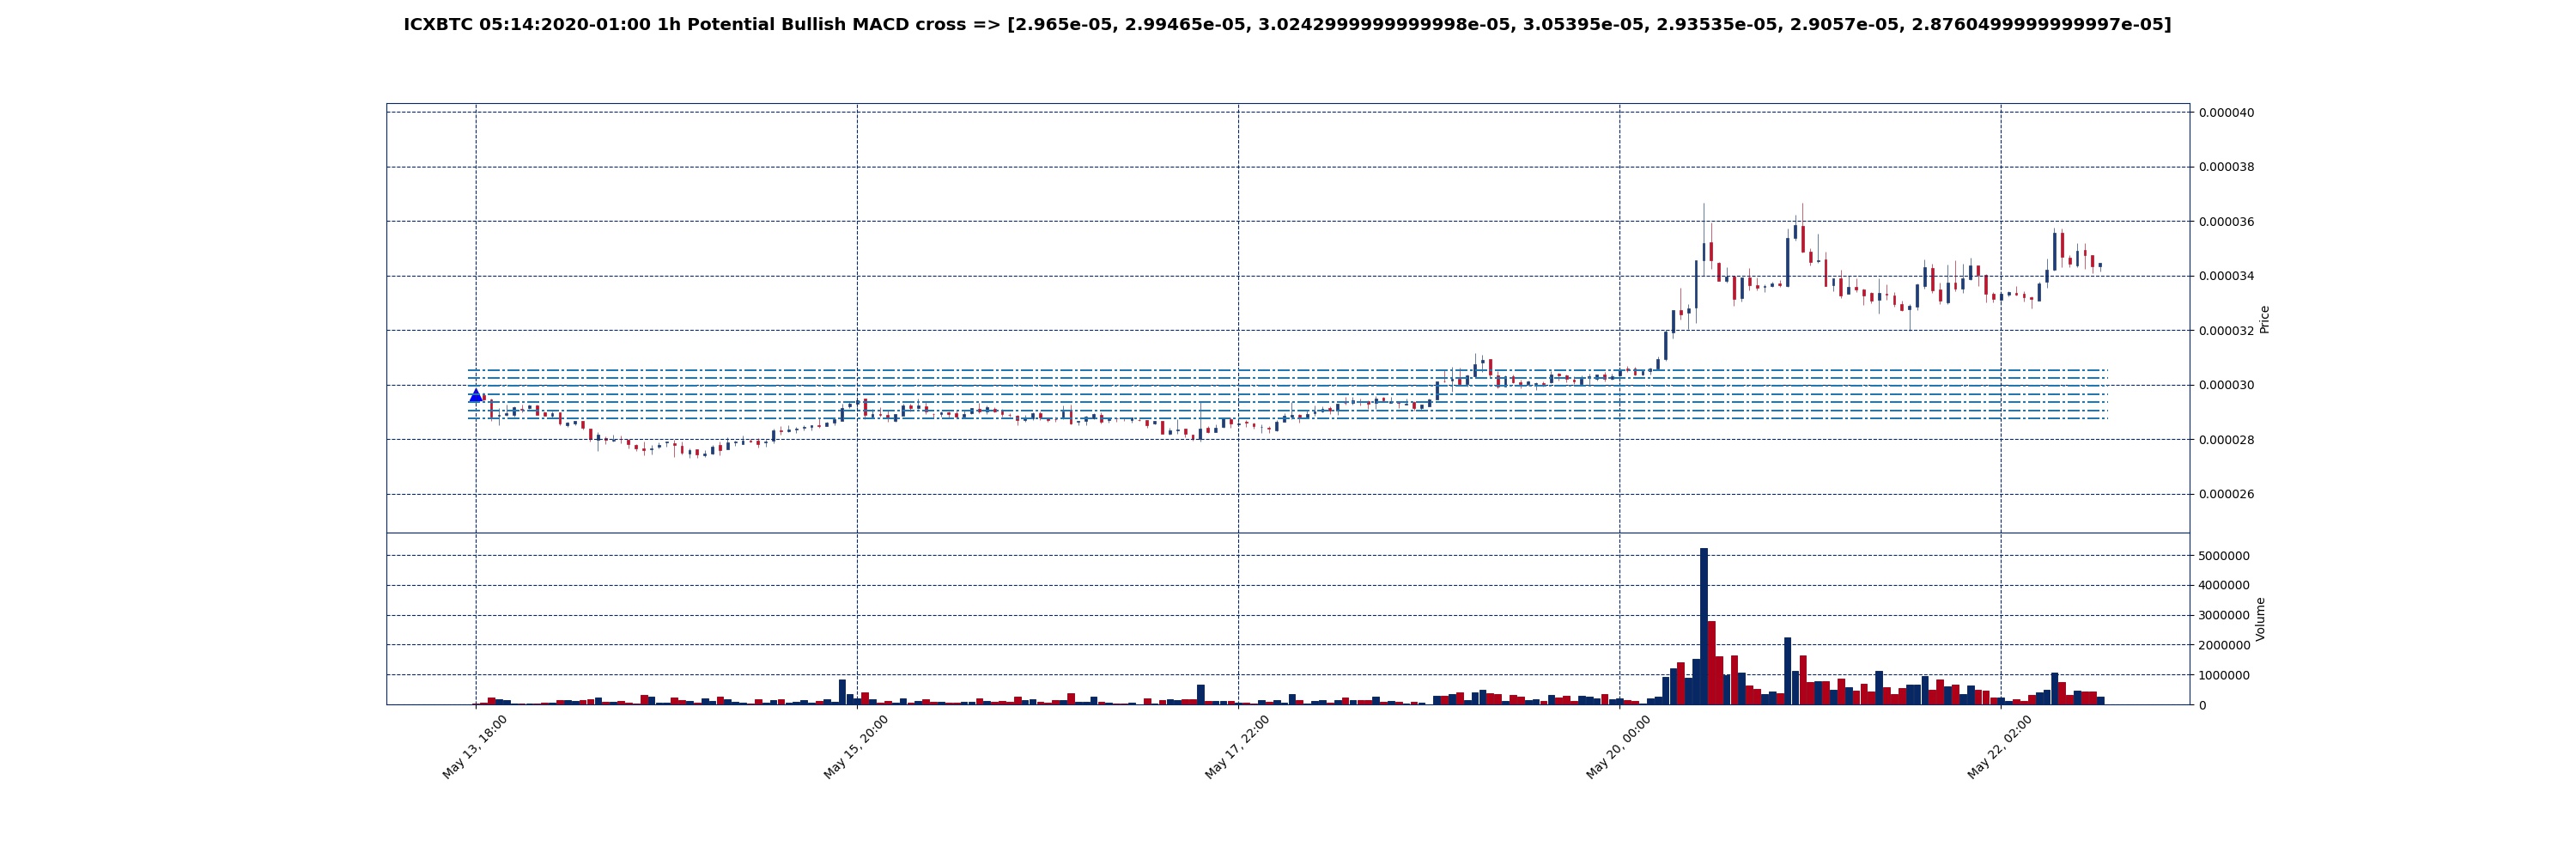 ICXBTC 05:14:2020-01:00 1h Potential Bullish MACD cross => [2.965e-05, 2.99465e-05, 3.0242999999999998e-05, 3.05395e-05, 2.93535e-05, 2.9057e-05, 2.8760499999999997e-05]
0.000040
0.000038
0.000036
0.000034
0.000032
0.000030
0.000028
0.000026
Price
5000000
4000000
3000000
2000000
1000000
0
Volume
May 13, 18:00
May 15, 20:00
May 17, 22:00
May 20, 00:00
May 22, 02:00